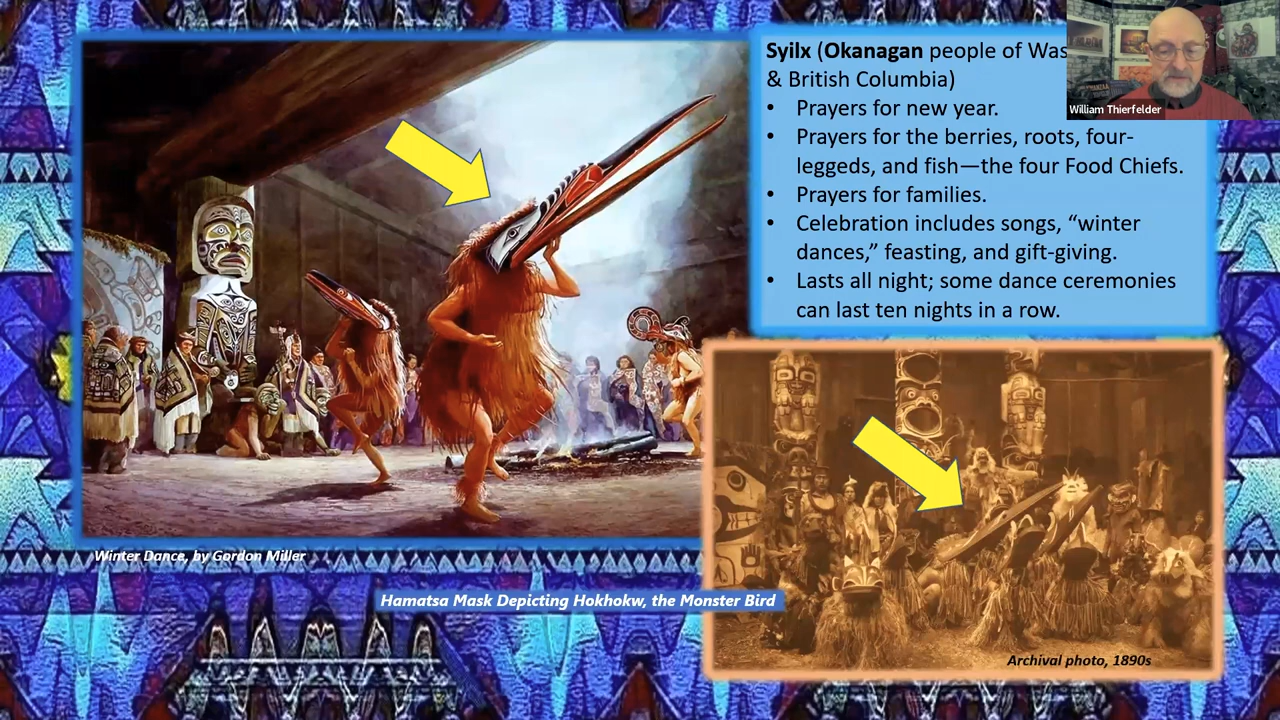 Syilx (Okanagan people of Was
& British Columbia)
• Prayers for new year.
• Prayers for the berries, roots, four-
leggeds, and fish—the four Food Chiefs.
• Prayers for families.
• Celebration includes songs, “winter
dances,” feasting, and gift-giving.
• Lasts all night; some dance ceremonies
can last ten nights in a row.
William Thierfelder
Winter Dance, by Gordon Miller
Hamatsa Mask Depicting Hokhokw, the Monster Bird
Archival photo, 1890s